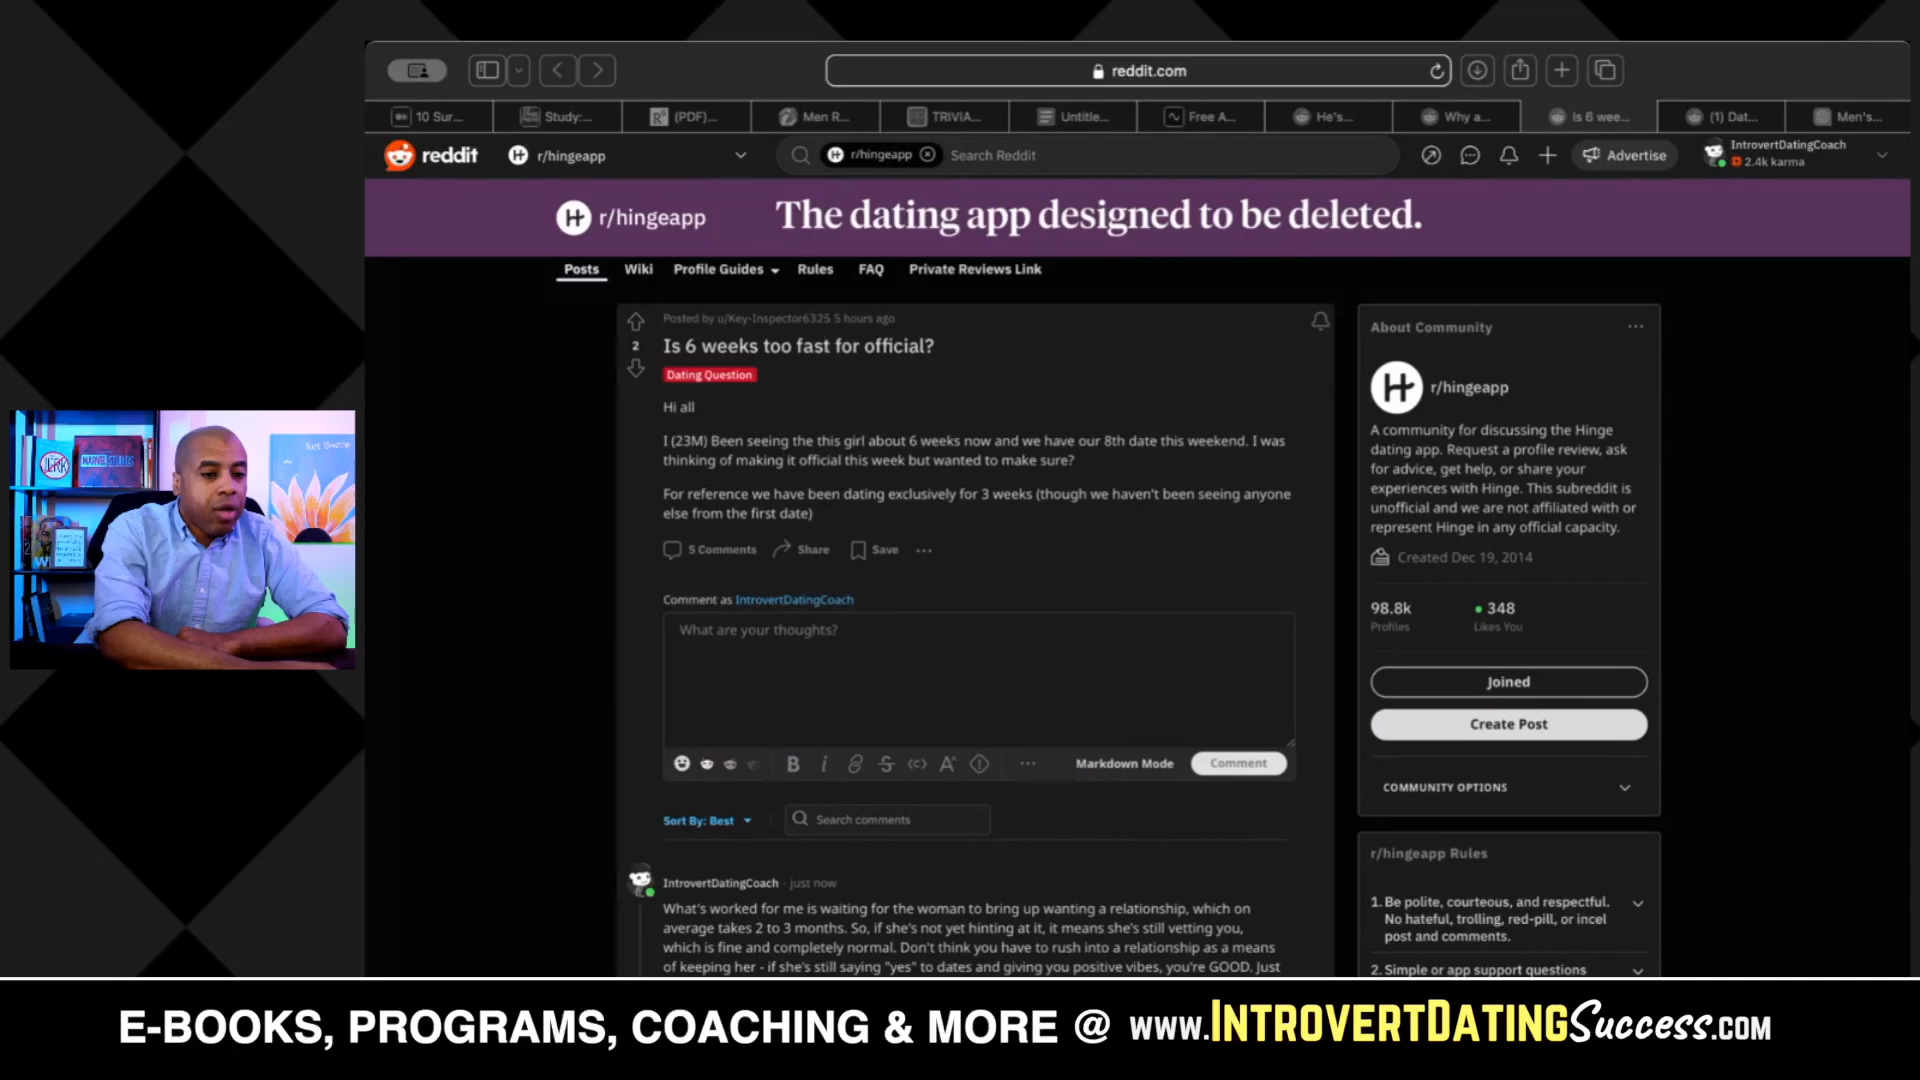 reddit.com
10 Sur...
Study:...
(PDF)...
Men R...
TRIVIA...
Untitle...
Free A...
He's...
Why a...
Is 6 wee...
(1) Dat...
Men's...
reddit
r/hingeapp
r/hingeapp
Search Reddit
Advertise
IntrovertDatingCoach
2.4k karma
r/hingeapp
The dating app designed to be deleted.
Posts
Wiki
Profile Guides
Rules
FAQ
Private Reviews Link
Posted by u/Key-Inspector6325 5 hours ago
2
Is 6 weeks too fast for official?
Dating Question
Hi all
I (23M) Been seeing the this girl about 6 weeks now and we have our 8th date this weekend. I was
thinking of making it official this week but wanted to make sure?
For reference we have been dating exclusively for 3 weeks (though we haven't been seeing anyone
else from the first date)
5 Comments
Share
Save
Comment as IntrovertDatingCoach
What are your thoughts?
Markdown Mode
Comment
Sort By: Best
Search comments
IntrovertDatingCoach · just now
What's worked for me is waiting for the woman to bring up wanting a relationship, which on
average takes 2 to 3 months. So, if she's not yet hinting at it, it means she's still vetting you,
which is fine and completely normal. Don't think you have to rush into a relationship as a means
of keeping her - if she's still saying "yes" to dates and giving you positive vibes, you're GOOD. Just
About Community
r/hingeapp
A community for discussing the Hinge
dating app. Request a profile review, ask
for advice, get help, or share your
experiences with Hinge. This subreddit is
unofficial and we are not affiliated with or
represent Hinge in any official capacity.
Created Dec 19, 2014
98.8k
Profiles
348
Likes You
Joined
Create Post
COMMUNITY OPTIONS
r/hingeapp Rules
1. Be polite, courteous, and respectful.
No hateful, trolling, red-pill, or incel
post and comments.
2. Simple or app support questions
JERK
MARVEL STUDIOS
E-BOOKS, PROGRAMS, COACHING & MORE @ WWW.INTROVERTDATINGSUCCESS.COM